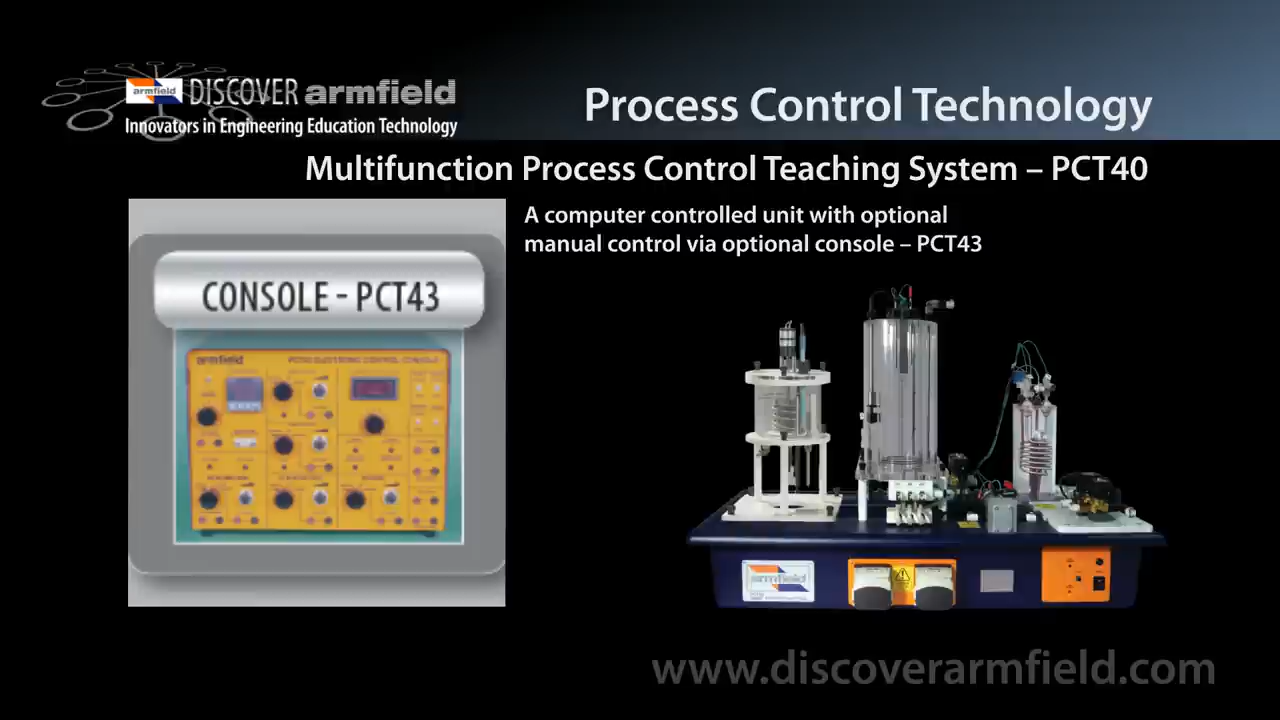 armfield DISCOVER armfield
Innovators in Engineering Education Technology
Process Control Technology
Multifunction Process Control Teaching System – PCT40
A computer controlled unit with optional
manual control via optional console – PCT43
CONSOLE - PCT43
armfield
armfield
www.discoverarmfield.com